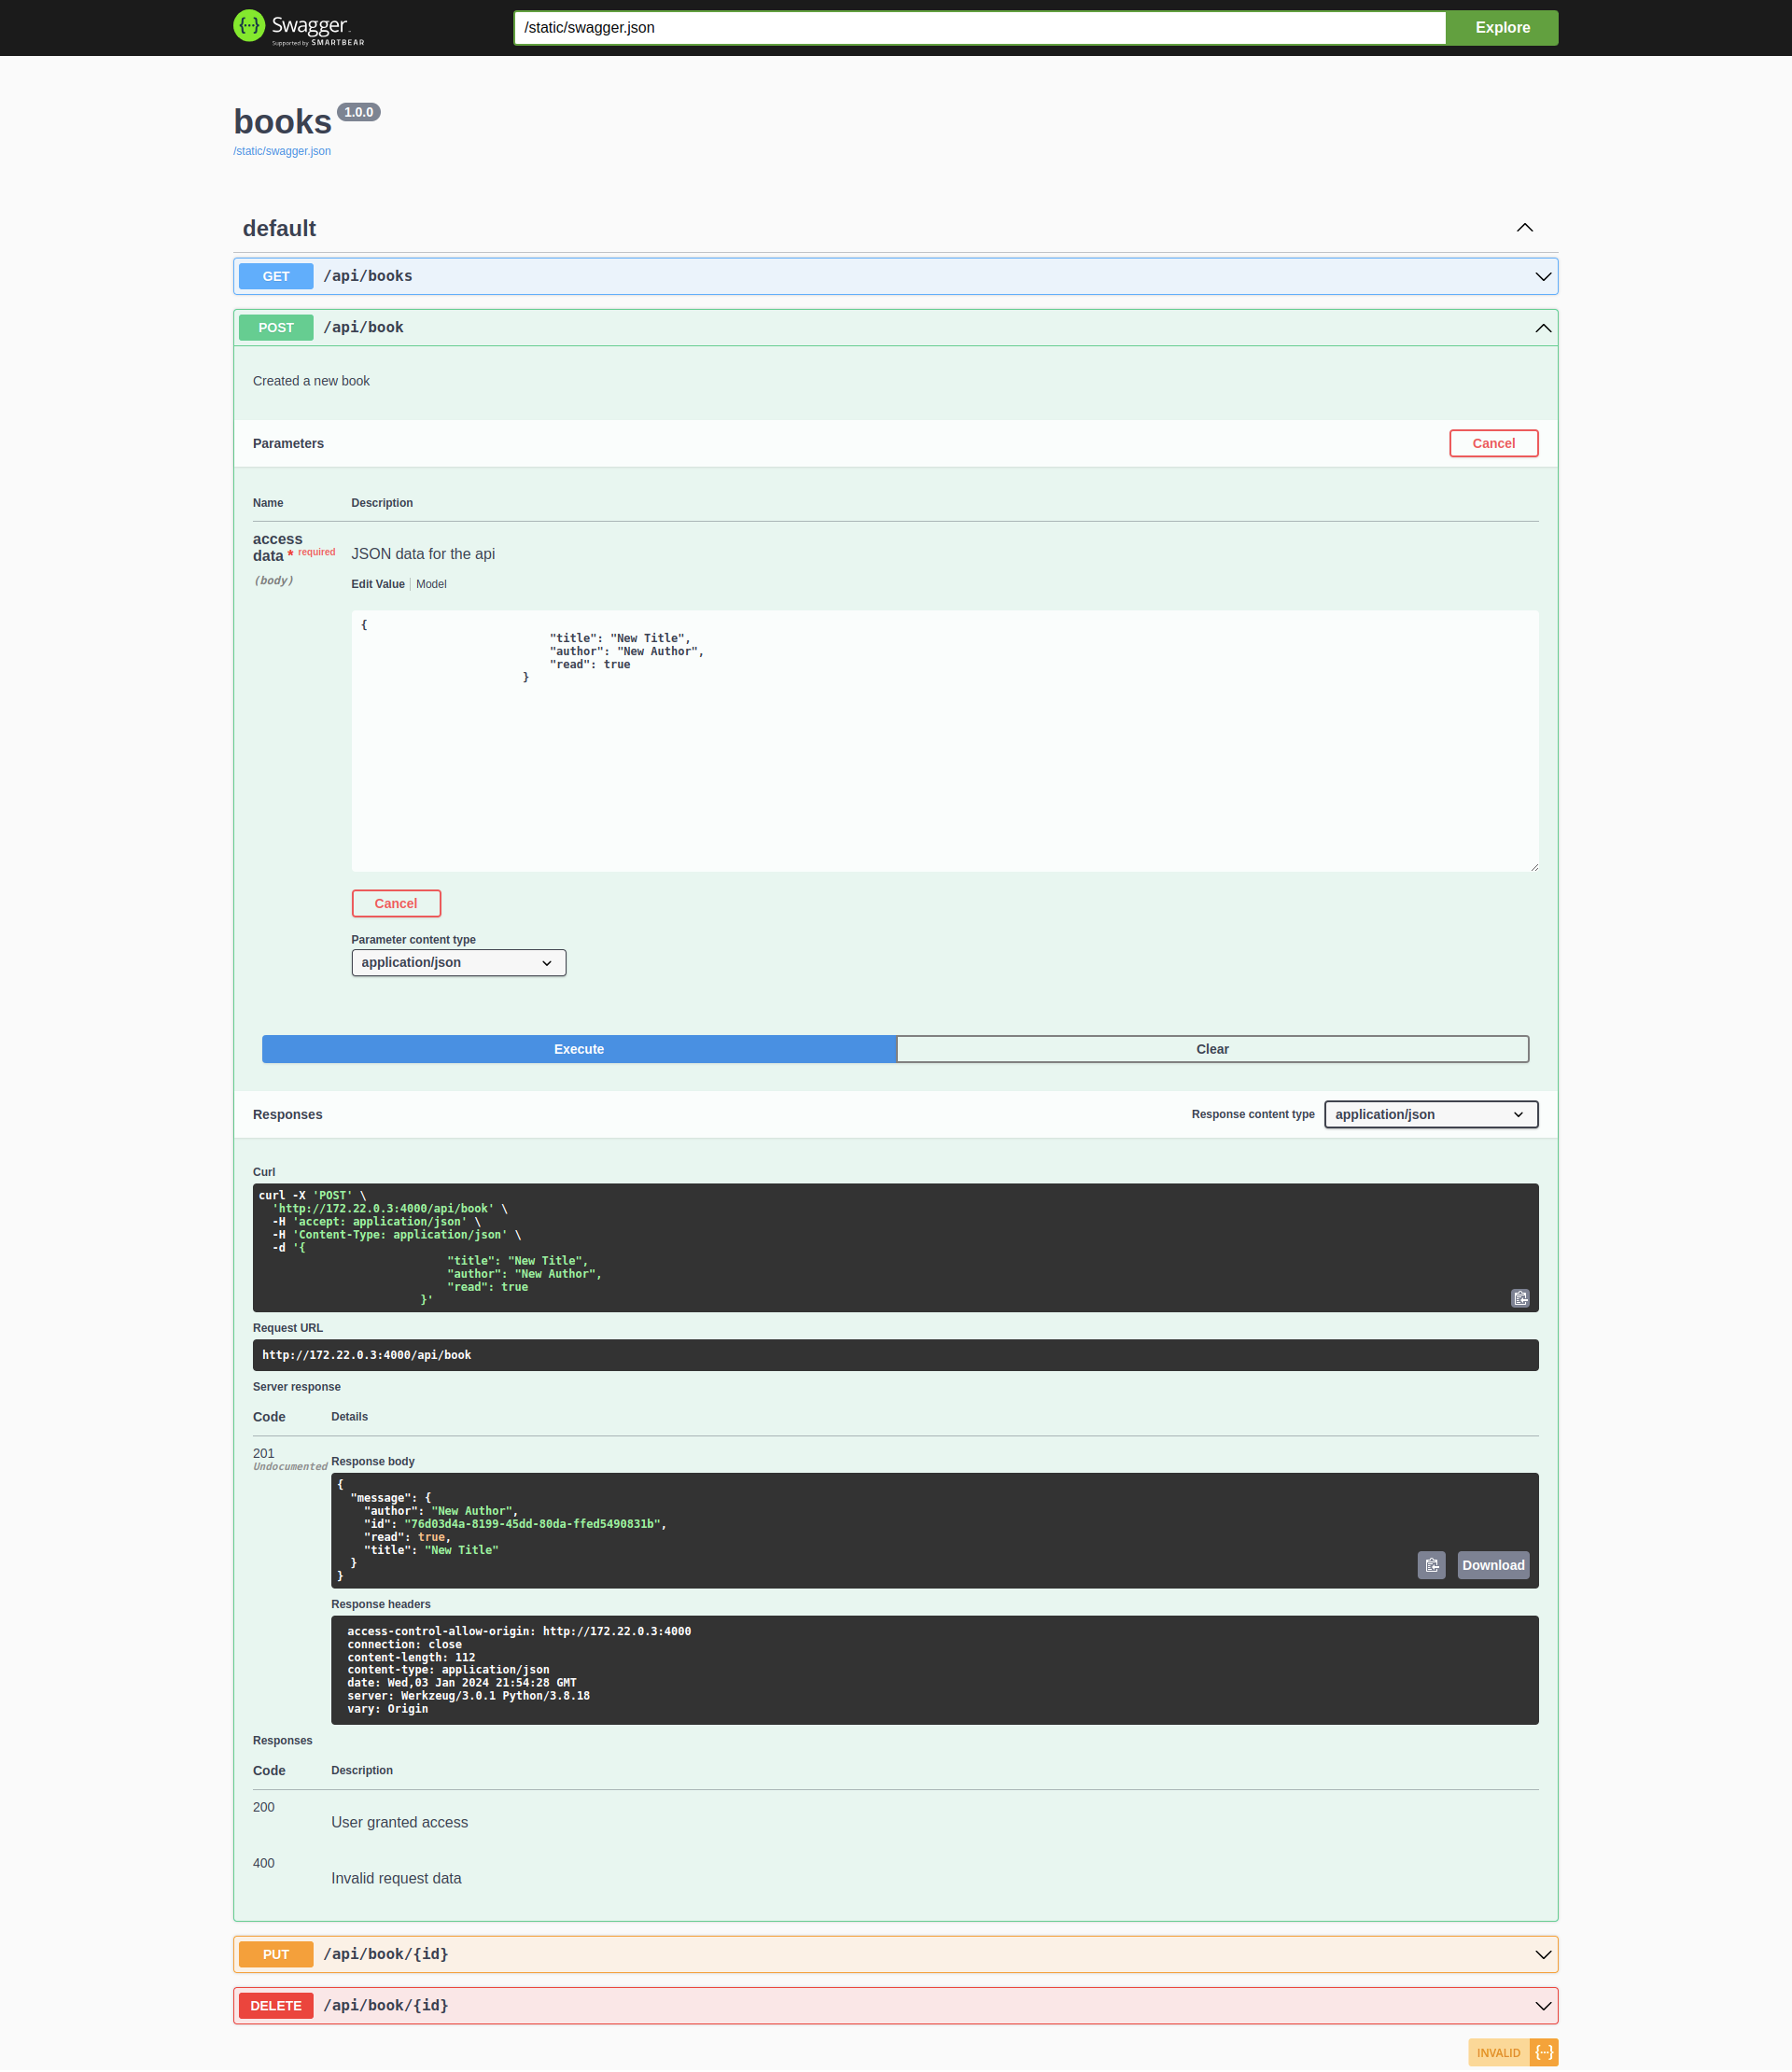 Swagger
Supported by SMARTBEAR
/static/swagger.json
Explore
books 1.0.0
/static/swagger.json
default
GET /api/books
POST /api/book
Created a new book
Parameters
Cancel
Name Description
access
data * required
(body)
JSON data for the api
Edit Value | Model
{
"title": "New Title",
"author": "New Author",
"read": true
}
Cancel
Parameter content type
application/json
Execute
Clear
Responses
Response content type application/json
Curl
curl -X 'POST' \
'http://172.22.0.3:4000/api/book' \
-H 'accept: application/json' \
-H 'Content-Type: application/json' \
-d '{
"title": "New Title",
"author": "New Author",
"read": true
}'
Request URL
http://172.22.0.3:4000/api/book
Server response
Code Details
201
Undocumented
Response body
{
"message": {
"author": "New Author",
"id": "76d03d4a-8199-45dd-80da-ffed5490831b",
"read": true,
"title": "New Title"
}
}
Download
Response headers
access-control-allow-origin: http://172.22.0.3:4000
connection: close
content-length: 112
content-type: application/json
date: Wed,03 Jan 2024 21:54:28 GMT
server: Werkzeug/3.0.1 Python/3.8.18
vary: Origin
Responses
Code Description
200
User granted access
400
Invalid request data
PUT /api/book/{id}
DELETE /api/book/{id}
INVALID {...}